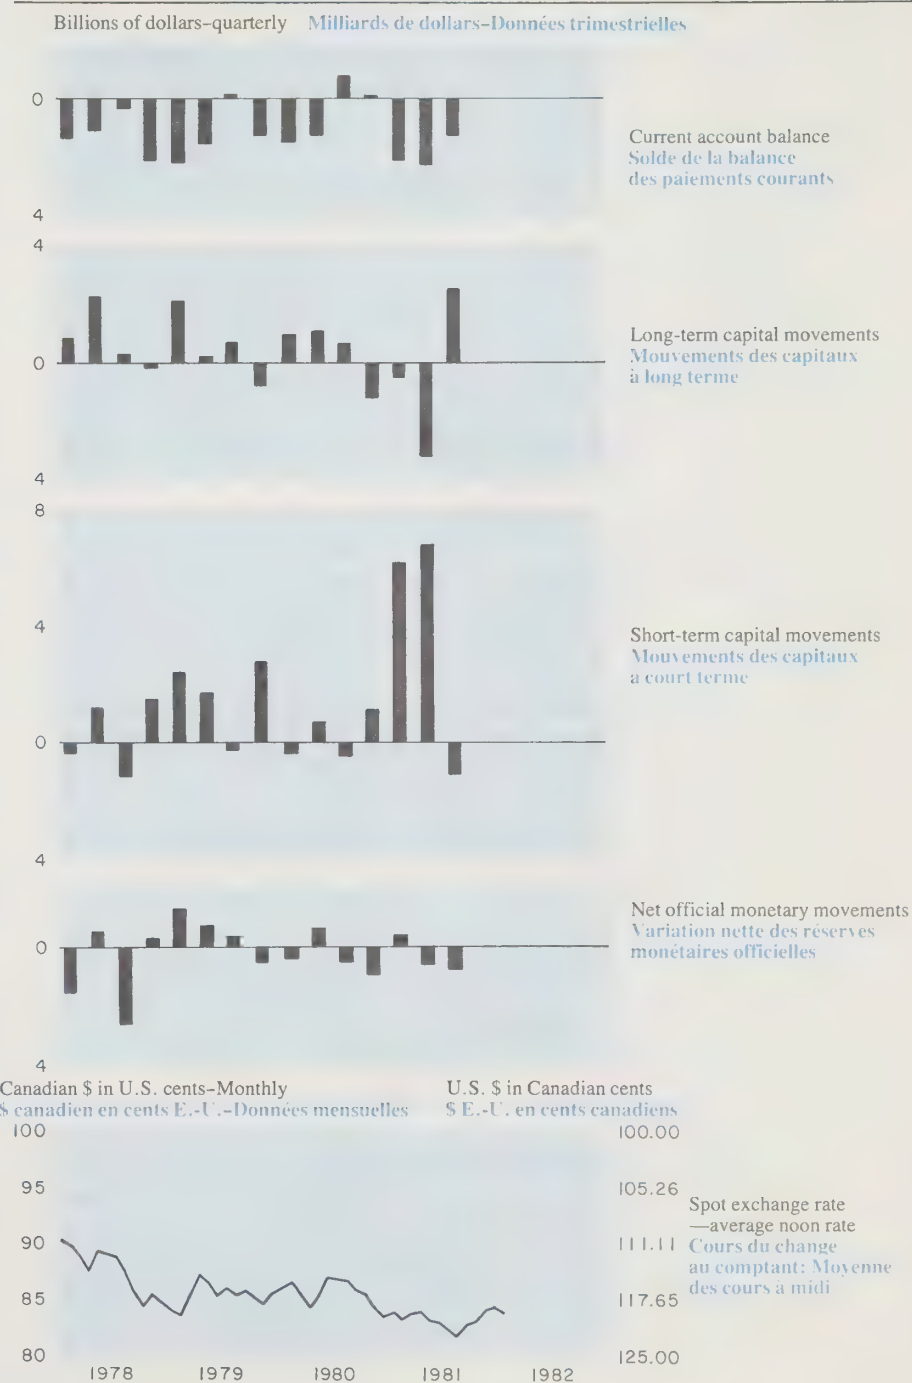 Billions of dollars–quarterly Milliards de dollars–Données trimestrielles
0
4
Current account balance
Solde de la balance
des paiements courants
4
0
4
Long-term capital movements
Mouvements des capitaux
à long terme
8
4
0
4
Short-term capital movements
Mouvements des capitaux
a court terme
0
4
Net official monetary movements
Variation nette des réserves
monétaires officielles
Canadian $ in U.S. cents–Monthly U.S. $ in Canadian cents
$ canadien en cents E.-U.–Données mensuelles $ E.-U. en cents canadiens
100 100.00
95 105.26
90 111.11
85 117.65
80 125.00
Spot exchange rate
—average noon rate
Cours du change
au comptant: Moyenne
des cours à midi
1978 1979 1980 1981 1982